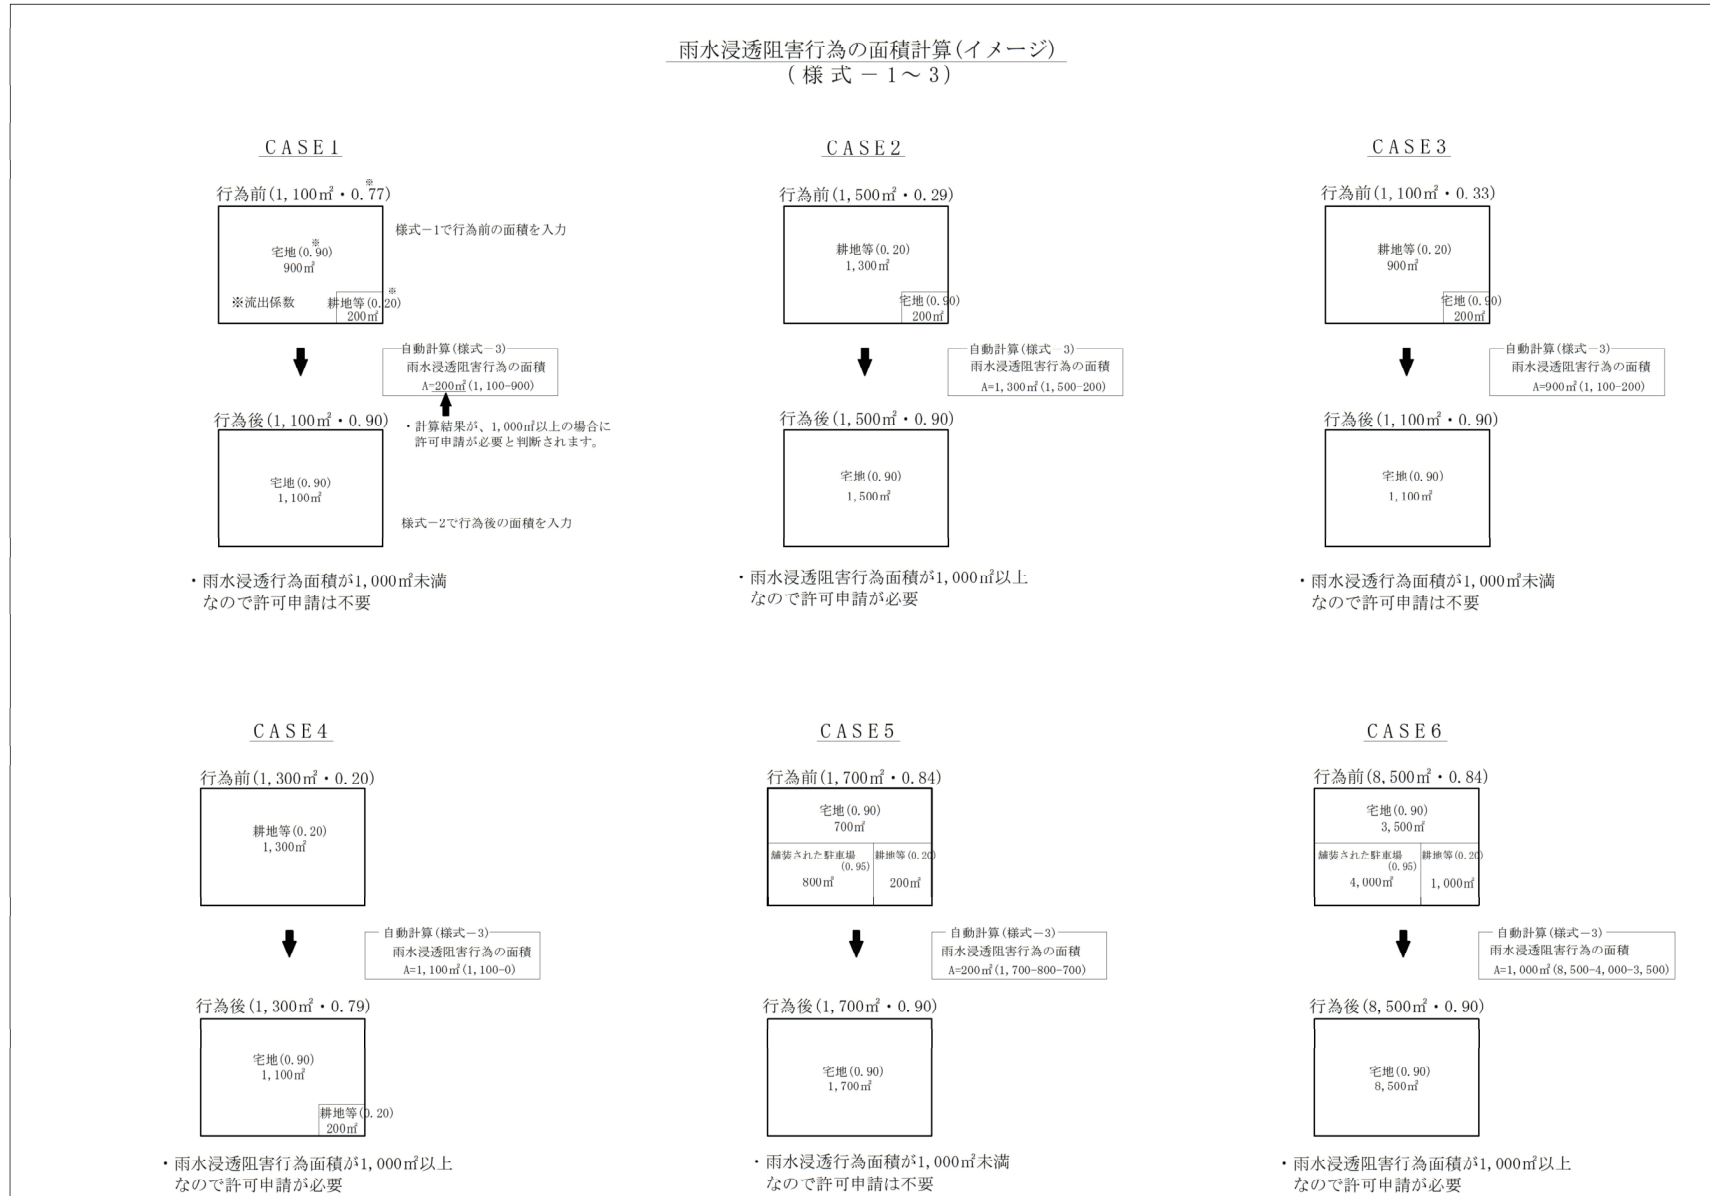 雨水浸透阻害行為の面積計算(イメージ)
(様式－1～3)
CASE1
行為前(1,100㎡・0.77)
※
宅地(0.90)
※
900㎡
※流出係数
耕地等(0.20)
※
200㎡
様式－1で行為前の面積を入力
自動計算(様式－3)
雨水浸透阻害行為の面積
A=200㎡(1,100-900)
・計算結果が、1,000㎡以上の場合に
許可申請が必要と判断されます。
行為後(1,100㎡・0.90)
宅地(0.90)
1,100㎡
様式－2で行為後の面積を入力
・雨水浸透行為面積が1,000㎡未満
なので許可申請は不要
CASE2
行為前(1,500㎡・0.29)
耕地等(0.20)
1,300㎡
宅地(0.90)
200㎡
自動計算(様式－3)
雨水浸透阻害行為の面積
A=1,300㎡(1,500-200)
行為後(1,500㎡・0.90)
宅地(0.90)
1,500㎡
・雨水浸透阻害行為面積が1,000㎡以上
なので許可申請が必要
CASE3
行為前(1,100㎡・0.33)
耕地等(0.20)
900㎡
宅地(0.90)
200㎡
自動計算(様式－3)
雨水浸透阻害行為の面積
A=900㎡(1,100-200)
行為後(1,100㎡・0.90)
宅地(0.90)
1,100㎡
・雨水浸透行為面積が1,000㎡未満
なので許可申請は不要
CASE4
行為前(1,300㎡・0.20)
耕地等(0.20)
1,300㎡
自動計算(様式－3)
雨水浸透阻害行為の面積
A=1,100㎡(1,100-0)
行為後(1,300㎡・0.79)
宅地(0.90)
1,100㎡
耕地等(0.20)
200㎡
・雨水浸透阻害行為面積が1,000㎡以上
なので許可申請が必要
CASE5
行為前(1,700㎡・0.84)
宅地(0.90)
700㎡
舗装された駐車場
(0.95)
800㎡
耕地等(0.20)
200㎡
自動計算(様式－3)
雨水浸透阻害行為の面積
A=200㎡(1,700-800-700)
行為後(1,700㎡・0.90)
宅地(0.90)
1,700㎡
・雨水浸透行為面積が1,000㎡未満
なので許可申請は不要
CASE6
行為前(8,500㎡・0.84)
宅地(0.90)
3,500㎡
舗装された駐車場
(0.95)
4,000㎡
耕地等(0.20)
1,000㎡
自動計算(様式－3)
雨水浸透阻害行為の面積
A=1,000㎡(8,500-4,000-3,500)
行為後(8,500㎡・0.90)
宅地(0.90)
8,500㎡
・雨水浸透阻害行為面積が1,000㎡以上
なので許可申請が必要